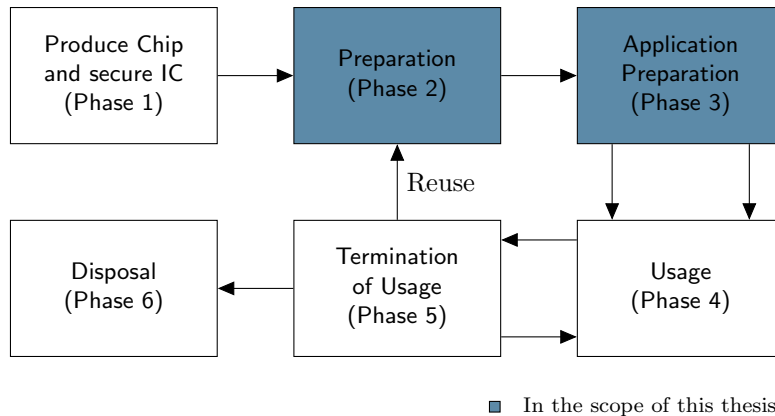 Produce Chip
and secure IC
(Phase 1)
Preparation
(Phase 2)
Application
Preparation
(Phase 3)
Reuse
Disposal
(Phase 6)
Termination
of Usage
(Phase 5)
Usage
(Phase 4)
In the scope of this thesis